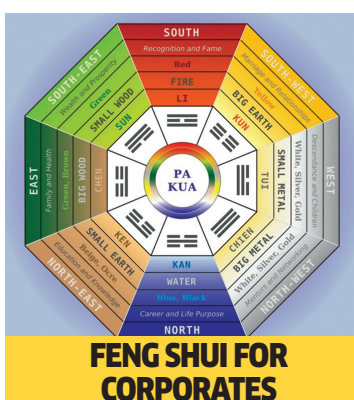 SOUTH
Recognition and Fame
Red
FIRE
LI
SOUTH-WEST
Marriage and Relationships
Yellow
BIG EARTH
KUN
WEST
Descendance and Children
White, Silver, Gold
SMALL METAL
TUI
NORTH-WEST
Mentors and Networking
White, Silver, Gold
BIG METAL
CHIEN
KAN
WATER
Blue, Black
Career and Life Purpose
NORTH
NORTH-EAST
Education and Knowledge
Beige, Ocre
SMALL EARTH
KEN
EAST
Family and Health
Green, Brown
BIG WOOD
CHEN
SOUTH-EAST
Wealth and Prosperity
Green
SMALL WOOD
SUN
PA
KUA
FENG SHUI FOR
CORPORATES